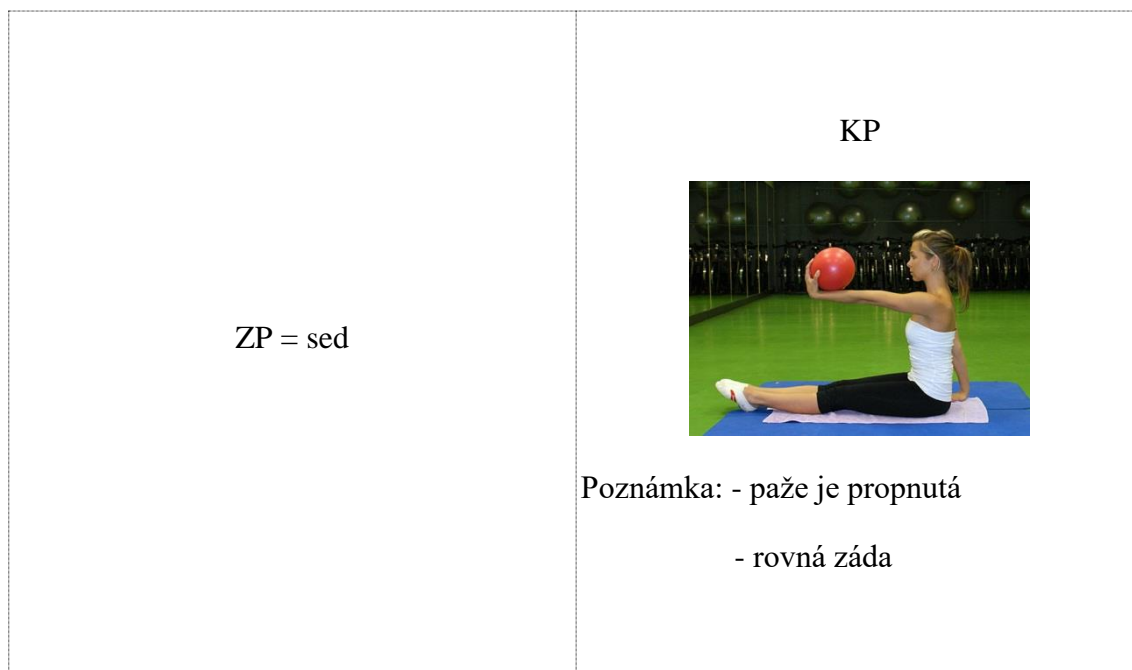 ZP = sed
KP
Poznámka: - paže je propnutá
- rovná záda